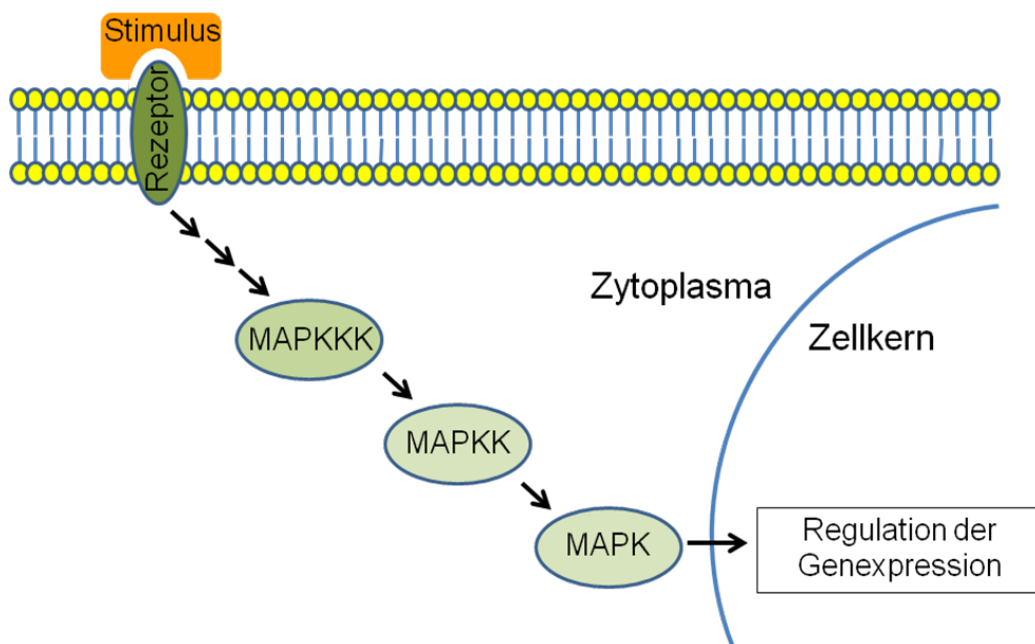 Stimulus
Rezeptor
Zytoplasma
Zellkern
MAPKKK
MAPKK
MAPK
Regulation der
Genexpression